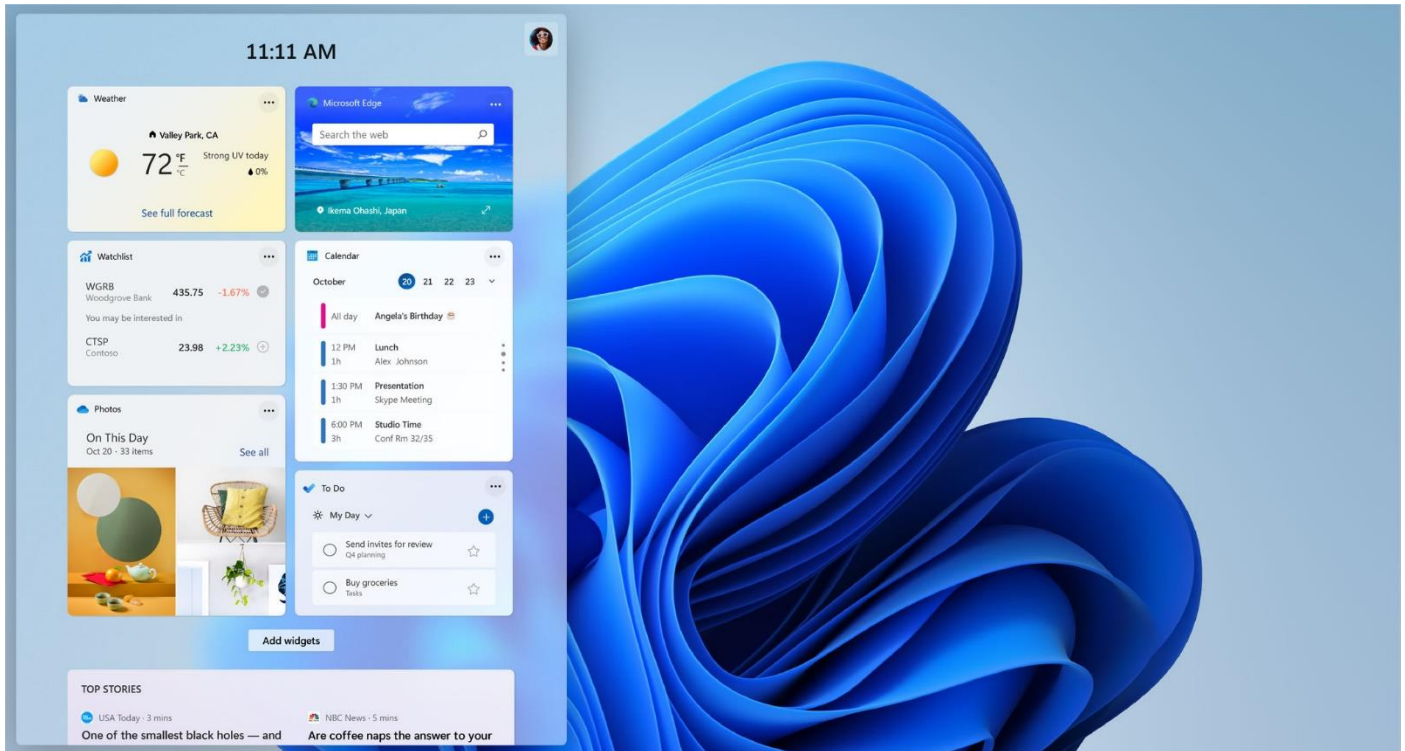 11:11 AM
Weather
Valley Park, CA
72 °F
°C
Strong UV today
0%
See full forecast
Microsoft Edge
Search the web
Ikema Ohashi, Japan
Watchlist
WGRB
Woodgrove Bank
435.75 -1.67%
You may be interested in
CTSP
Contoso
23.98 +2.23%
Calendar
October 20 21 22 23
All day Angela's Birthday
12 PM Lunch
1h Alex Johnson
1:30 PM Presentation
1h Skype Meeting
6:00 PM Studio Time
3h Conf Rm 32/35
Photos
On This Day
Oct 20 · 33 items
See all
To Do
My Day
Send invites for review
Q4 planning
Buy groceries
Tasks
Add widgets
TOP STORIES
USA Today · 3 mins
One of the smallest black holes — and
NBC News · 5 mins
Are coffee naps the answer to your